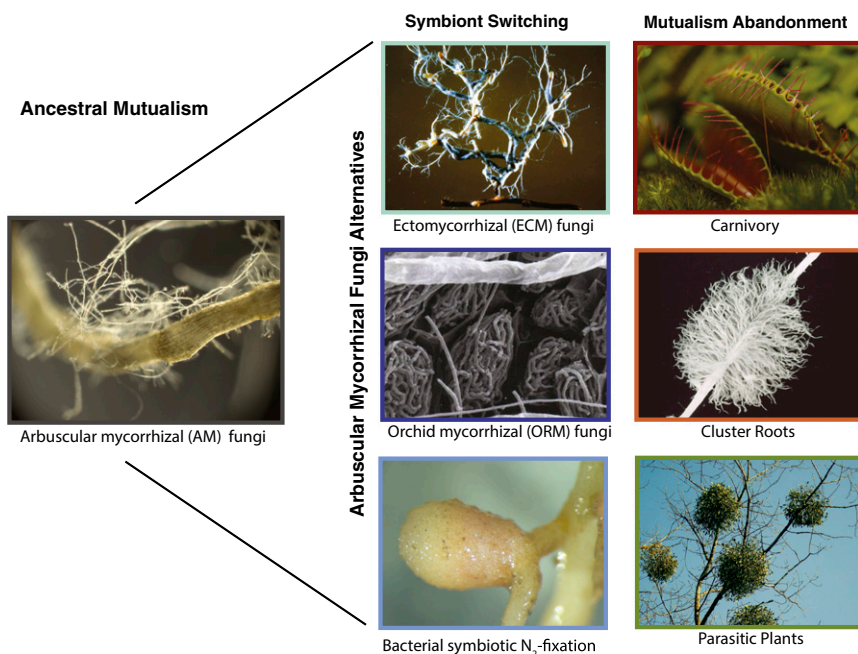 Symbiont Switching
Mutualism Abandonment
Ancestral Mutualism
Arbuscular Mycorrhizal Fungi Alternatives
Ectomycorrhizal (ECM) fungi
Carnivory
Arbuscular mycorrhizal (AM) fungi
Orchid mycorrhizal (ORM) fungi
Cluster Roots
Bacterial symbiotic N₂-fixation
Parasitic Plants